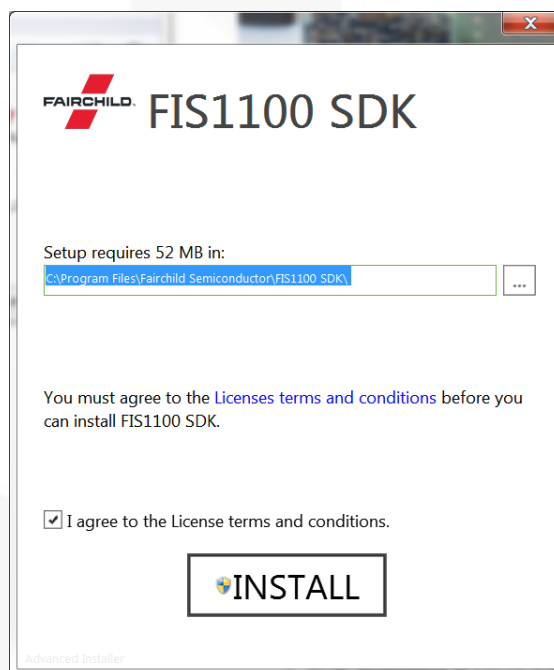 FAIRCHILD.
FIS1100 SDK
Setup requires 52 MB in:
C:\Program Files\Fairchild Semiconductor\FIS1100 SDK\
...
You must agree to the Licenses terms and conditions before you
can install FIS1100 SDK.
I agree to the License terms and conditions.
INSTALL
Advanced Installer